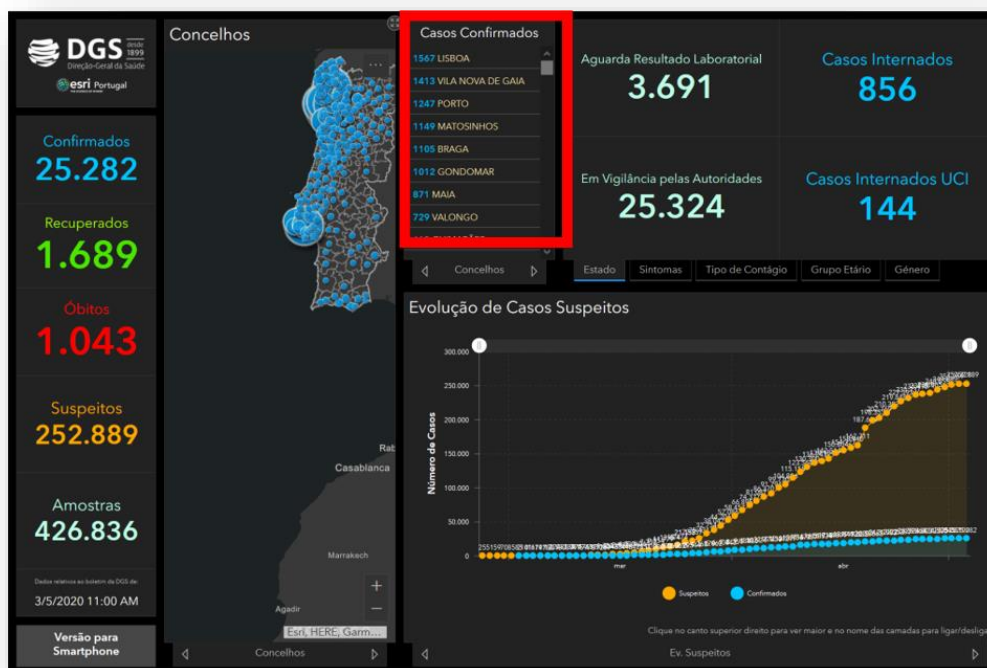 DGS
desde
1899
Direção-Geral da Saúde
esri Portugal
Confirmados
25.282
Recuperados
1.689
Óbitos
1.043
Suspeitos
252.889
Amostras
426.836
Dados relativos ao boletim da DGS de:
3/5/2020 11:00 AM
Versão para
Smartphone
Concelhos
...
Casablanca
Marrakech
Agadir
+
−
Esri, HERE, Garm...
Concelhos
Casos Confirmados
1567 LISBOA
1413 VILA NOVA DE GAIA
1247 PORTO
1149 MATOSINHOS
1105 BRAGA
1012 GONDOMAR
871 MAIA
729 VALONGO
Concelhos
Aguarda Resultado Laboratorial
3.691
Casos Internados
856
Em Vigilância pelas Autoridades
25.324
Casos Internados UCI
144
Estado
Sintomas
Tipo de Contágio
Grupo Etário
Género
Evolução de Casos Suspeitos
Número de Casos
300.000
250.000
200.000
150.000
100.000
50.000
0
mar
abr
Suspeitos
Confirmados
Clique no canto superior direito para ver maior e no nome das camadas para ligar/desliga
Ev. Suspeitos